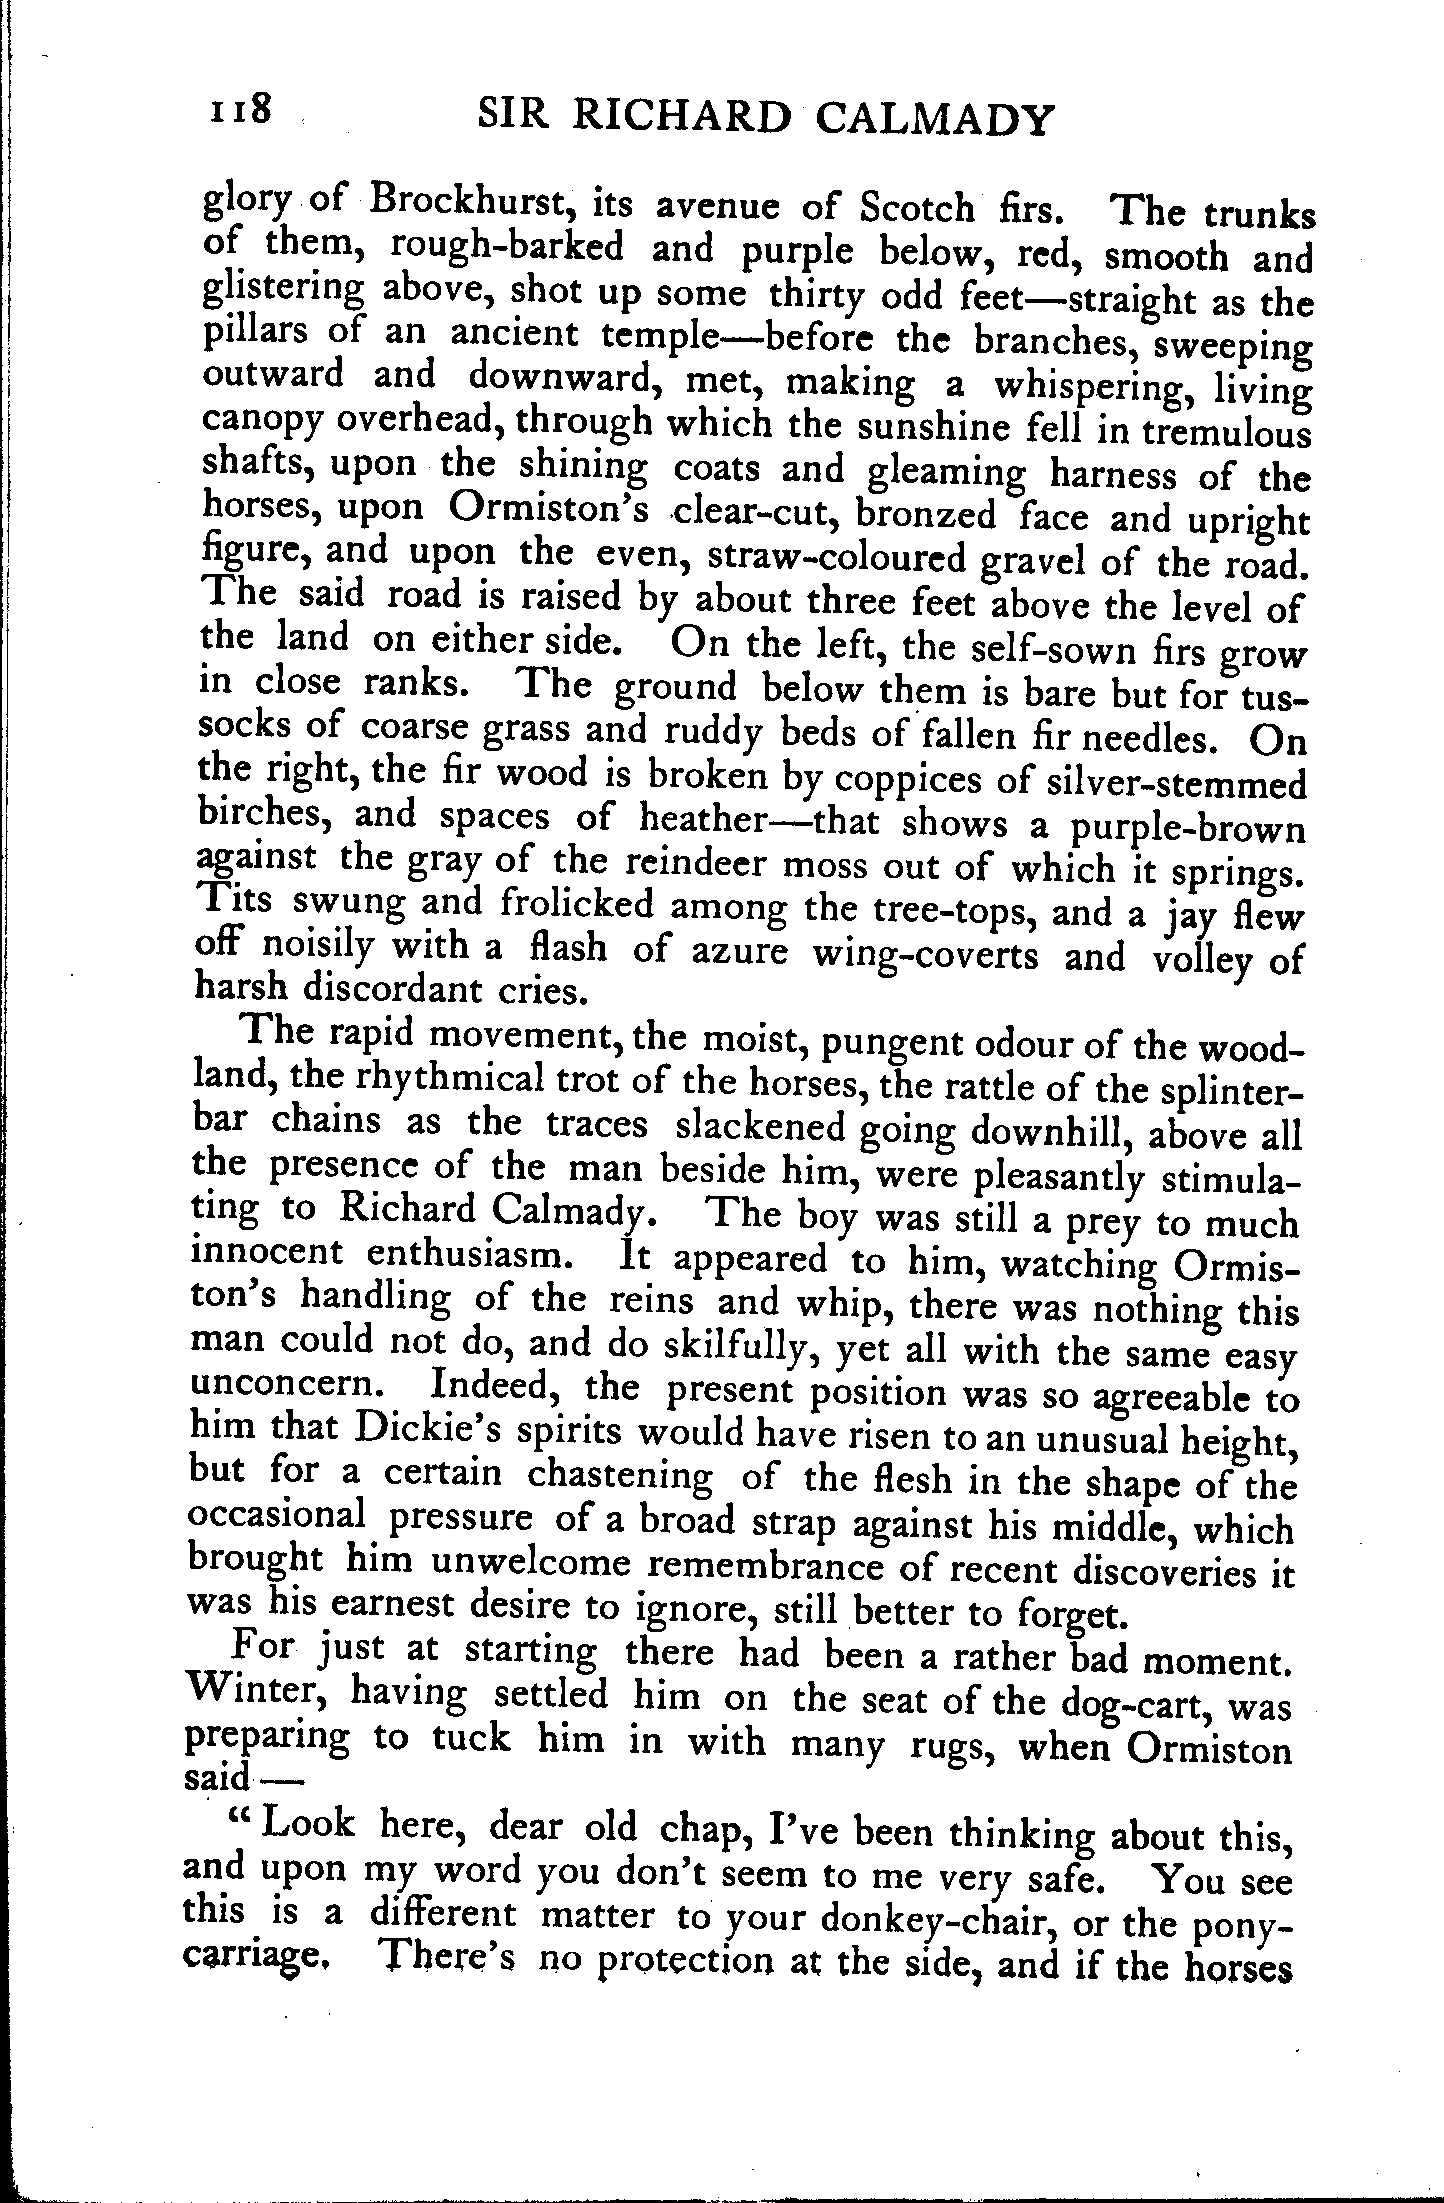 118 SIR RICHARD CALMADY
glory of Brockhurst, its avenue of Scotch firs. The trunks
of them, rough-barked and purple below, red, smooth and
glistering above, shot up some thirty odd feet—straight as the
pillars of an ancient temple—before the branches, sweeping
outward and downward, met, making a whispering, living
canopy overhead, through which the sunshine fell in tremulous
shafts, upon the shining coats and gleaming harness of the
horses, upon Ormiston's clear-cut, bronzed face and upright
figure, and upon the even, straw-coloured gravel of the road.
The said road is raised by about three feet above the level of
the land on either side. On the left, the self-sown firs grow
in close ranks. The ground below them is bare but for tus-
socks of coarse grass and ruddy beds of fallen fir needles. On
the right, the fir wood is broken by coppices of silver-stemmed
birches, and spaces of heather—that shows a purple-brown
against the gray of the reindeer moss out of which it springs.
Tits swung and frolicked among the tree-tops, and a jay flew
off noisily with a flash of azure wing-coverts and volley of
harsh discordant cries.
The rapid movement, the moist, pungent odour of the wood-
land, the rhythmical trot of the horses, the rattle of the splinter-
bar chains as the traces slackened going downhill, above all
the presence of the man beside him, were pleasantly stimula-
ting to Richard Calmady. The boy was still a prey to much
innocent enthusiasm. It appeared to him, watching Ormis-
ton's handling of the reins and whip, there was nothing this
man could not do, and do skilfully, yet all with the same easy
unconcern. Indeed, the present position was so agreeable to
him that Dickie's spirits would have risen to an unusual height,
but for a certain chastening of the flesh in the shape of the
occasional pressure of a broad strap against his middle, which
brought him unwelcome remembrance of recent discoveries it
was his earnest desire to ignore, still better to forget.
For just at starting there had been a rather bad moment.
Winter, having settled him on the seat of the dog-cart, was
preparing to tuck him in with many rugs, when Ormiston
said—
"Look here, dear old chap, I've been thinking about this,
and upon my word you don't seem to me very safe. You see
this is a different matter to your donkey-chair, or the pony-
carriage. There's no protection at the side, and if the horses